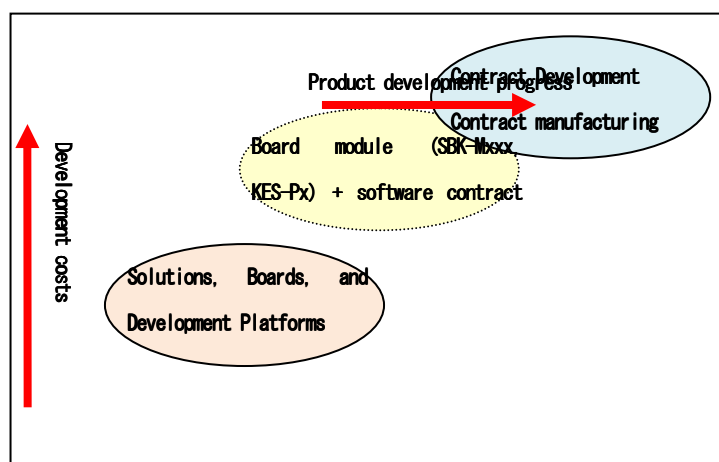 Product development progress
Contract Development
Contract manufacturing
Board module (SBK-Mxxx
KES-Px) + software contract
Development costs
Solutions, Boards, and
Development Platforms